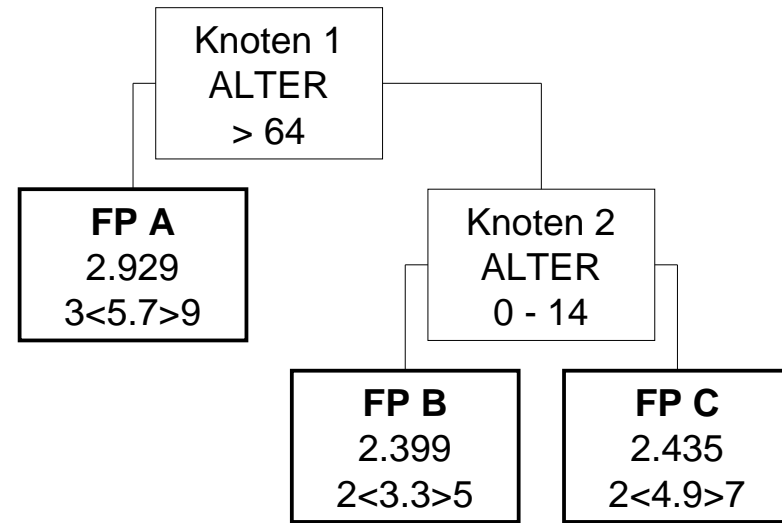 Knoten 1
ALTER
> 64
FP A
2.929
3<5.7>9
Knoten 2
ALTER
0 - 14
FP B
2.399
2<3.3>5
FP C
2.435
2<4.9>7